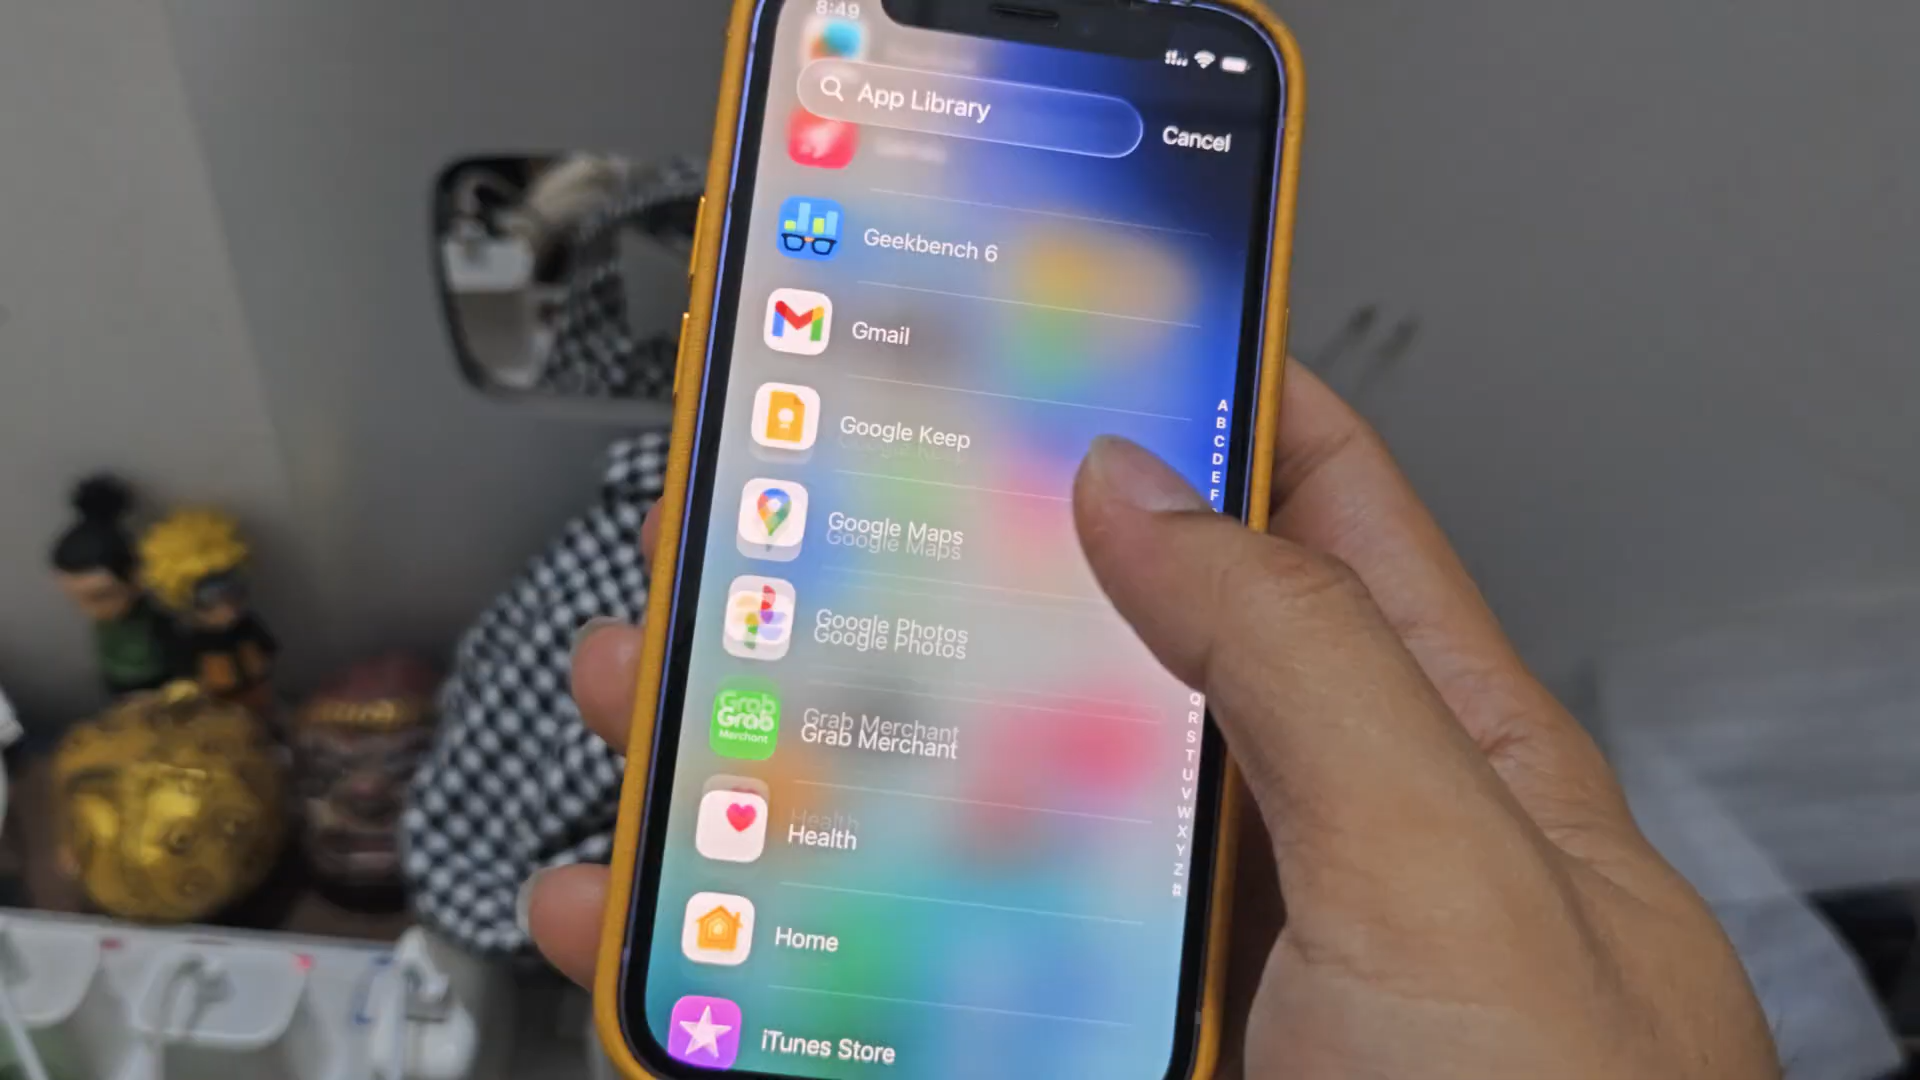 8:49
App Library
Cancel
Games
Geekbench 6
Gmail
Google Keep
Google Maps
Google Photos
Grab
Merchant
Grab Merchant
Health
Home
iTunes Store
A
B
C
D
E
F
Q
R
S
T
U
V
W
X
Y
Z
#